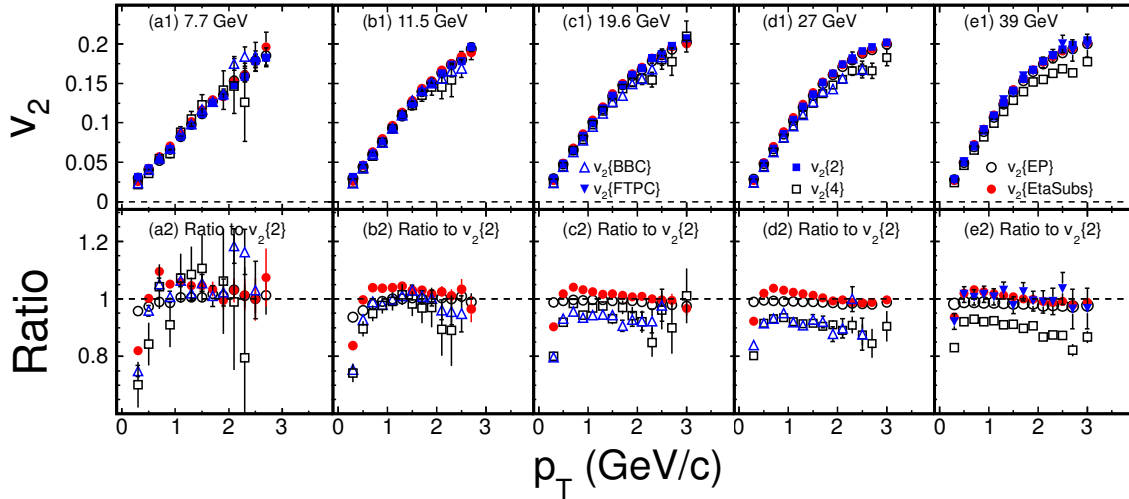 (a1) 7.7 GeV
(b1) 11.5 GeV
(c1) 19.6 GeV
(d1) 27 GeV
(e1) 39 GeV
v2
0.2
0.15
0.1
0.05
0
v2{BBC}
v2{FTPC}
v2{2}
v2{4}
v2{EP}
v2{EtaSubs}
(a2) Ratio to v2{2}
(b2) Ratio to v2{2}
(c2) Ratio to v2{2}
(d2) Ratio to v2{2}
(e2) Ratio to v2{2}
Ratio
1.2
1
0.8
0 1 2 3 0 1 2 3 0 1 2 3 0 1 2 3 0 1 2 3
pT (GeV/c)